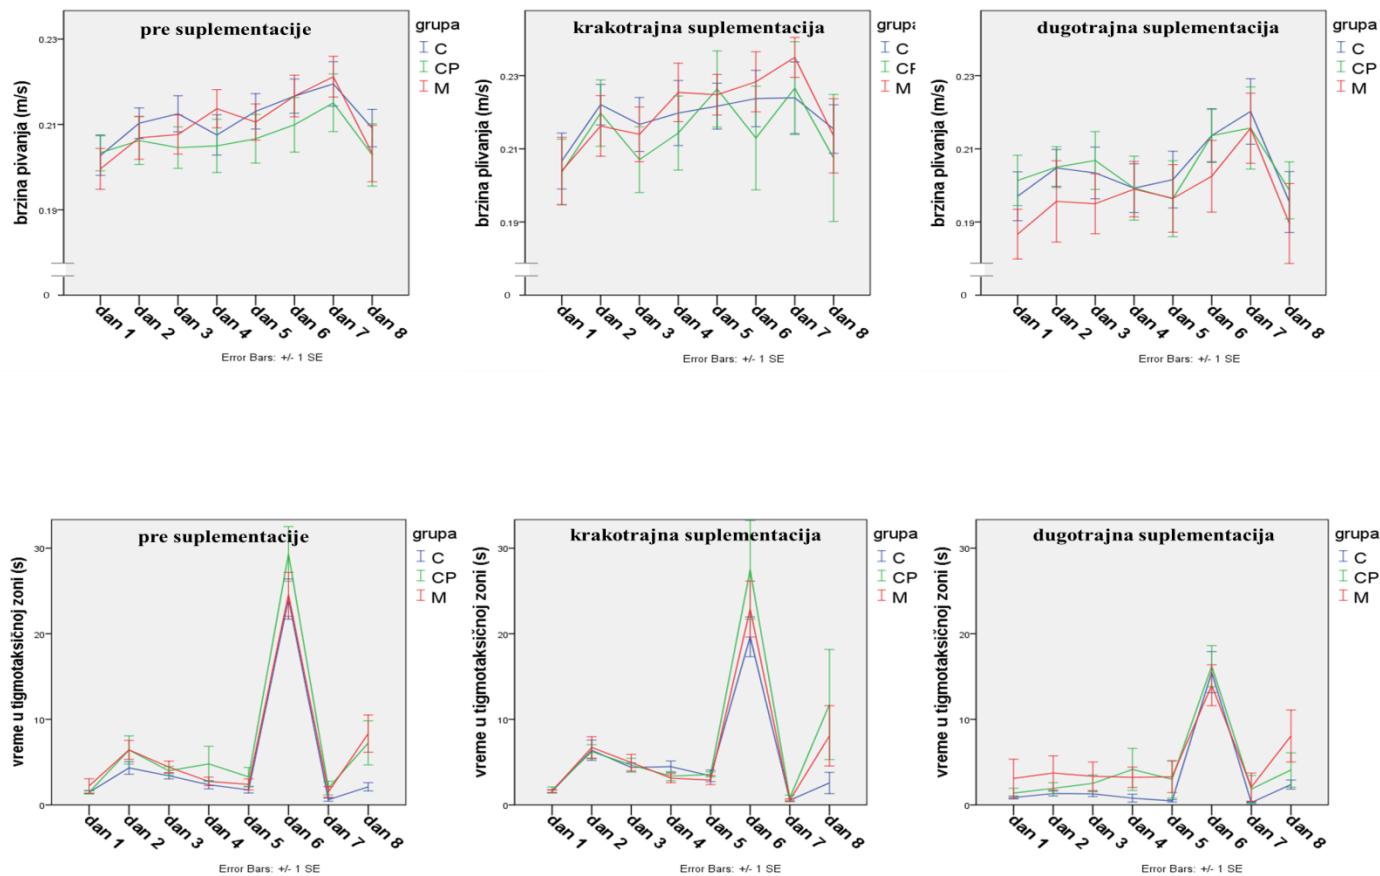 pre suplementacije
grupa
C
CP
M
brzina pivanja (m/s)
0.23
0.21
0.19
0
dan 1
dan 2
dan 3
dan 4
dan 5
dan 6
dan 7
dan 8
Error Bars: +/- 1 SE
krakotrajna suplementacija
grupa
C
CP
M
brzina plivanja (m/s)
0.23
0.21
0.19
0
dan 1
dan 2
dan 3
dan 4
dan 5
dan 6
dan 7
dan 8
Error Bars: +/- 1 SE
dugotrajna suplementacija
grupa
C
CP
M
brzina plivanja (m/s)
0.23
0.21
0.19
0
dan 1
dan 2
dan 3
dan 4
dan 5
dan 6
dan 7
dan 8
Error Bars: +/- 1 SE
pre suplementacije
grupa
C
CP
M
vreme u tigmotaksičnoj zoni (s)
30
20
10
0
dan 1
dan 2
dan 3
dan 4
dan 5
dan 6
dan 7
dan 8
Error Bars: +/- 1 SE
krakotrajna suplementacija
grupa
C
CP
M
vreme u tigmotaksičnoj zoni (s)
30
20
10
0
dan 1
dan 2
dan 3
dan 4
dan 5
dan 6
dan 7
dan 8
Error Bars: +/- 1 SE
dugotrajna suplementacija
grupa
C
CP
M
vreme u tigmotaksičnoj zoni (s)
30
20
10
0
dan 1
dan 2
dan 3
dan 4
dan 5
dan 6
dan 7
dan 8
Error Bars: +/- 1 SE